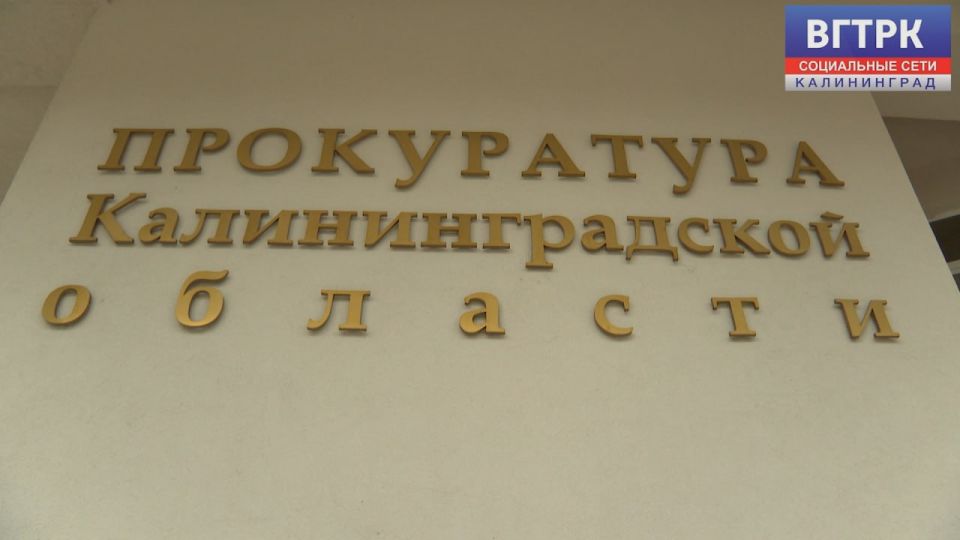 ВГТРК
СОЦИАЛЬНЫЕ СЕТИ
КАЛИНИНГРАД
ПРОКУРАТУРА
Калининградской
области